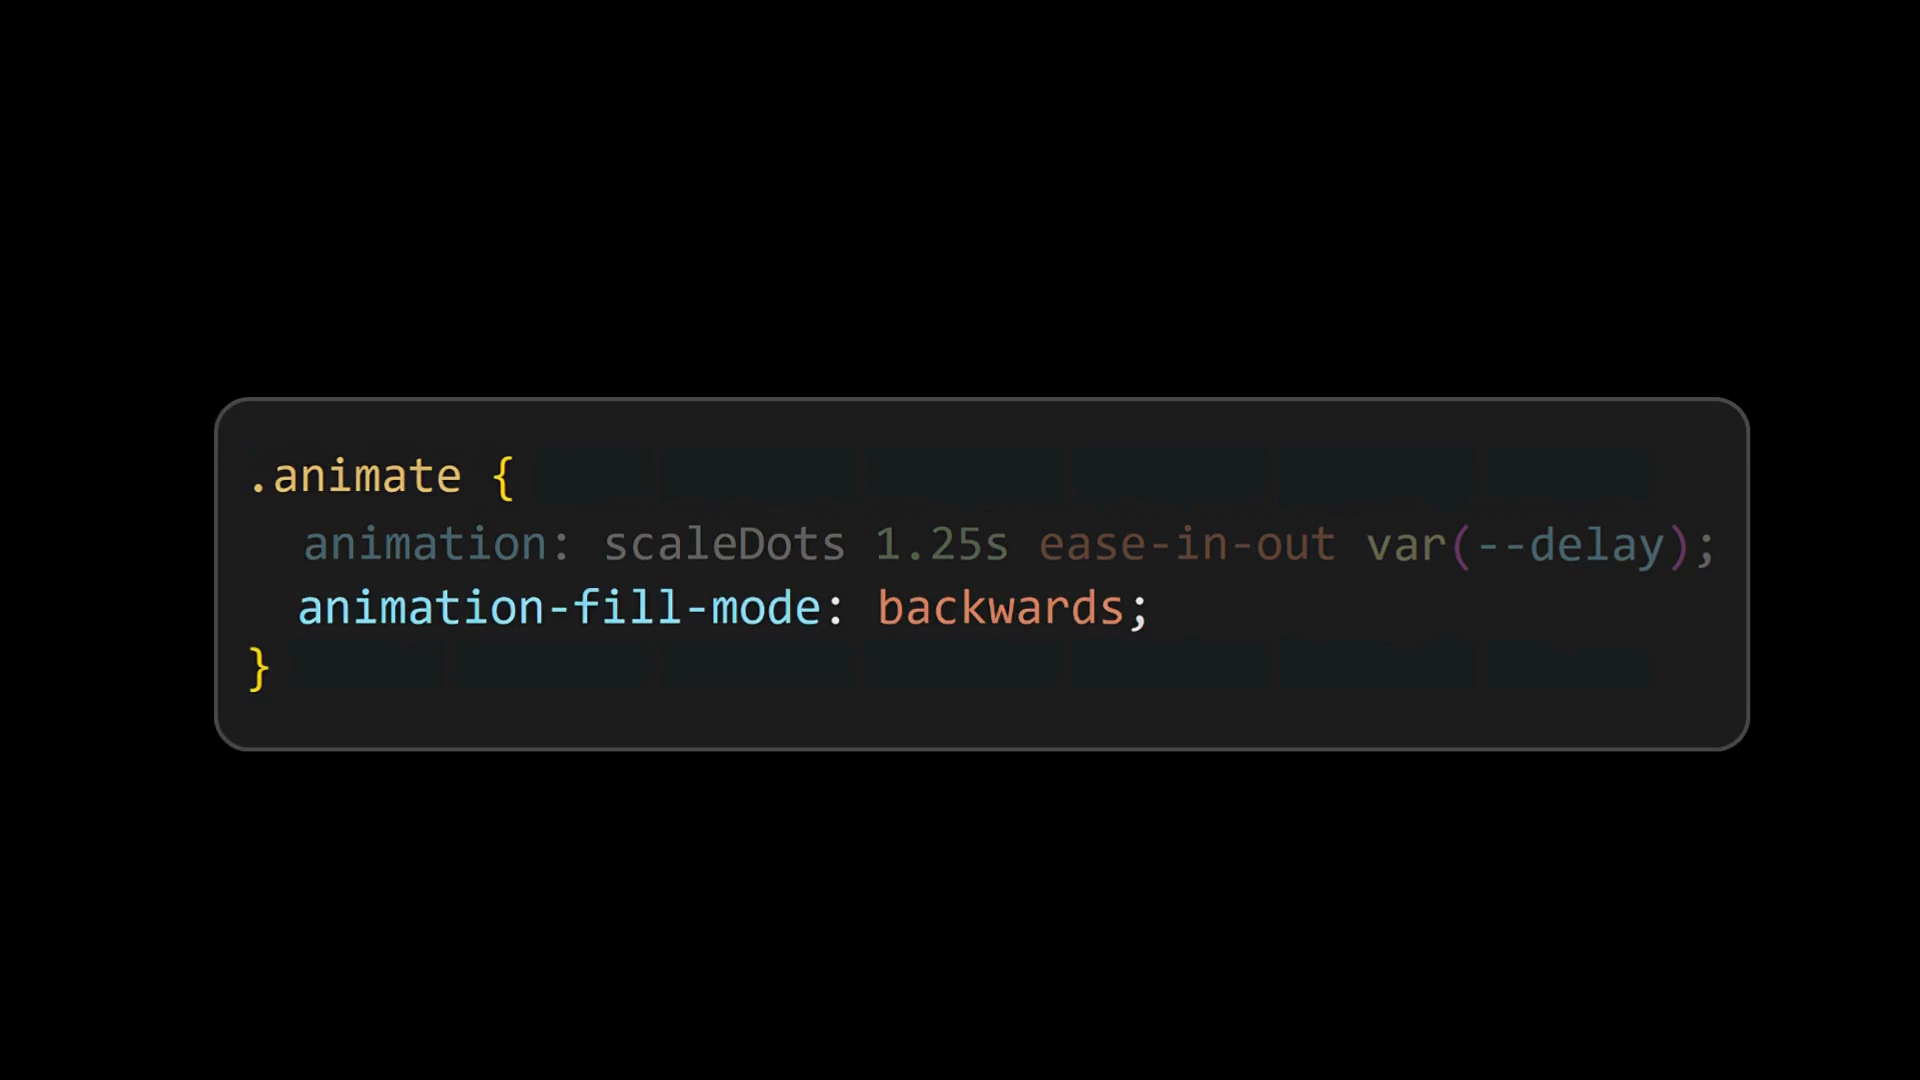 .animate {
animation: scaleDots 1.25s ease-in-out var(--delay);
animation-fill-mode: backwards;
}